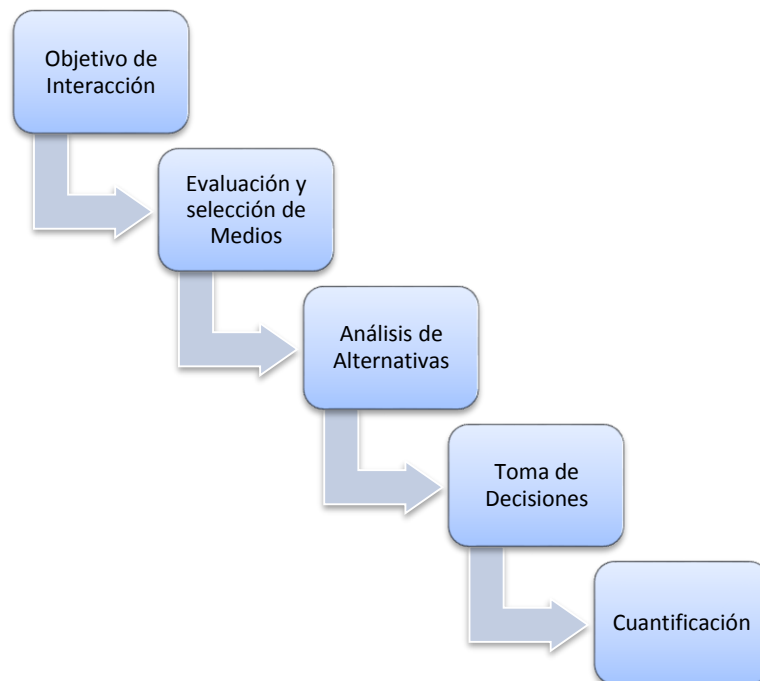 Objetivo de
Interacción
Evaluación y
selección de
Medios
Análisis de
Alternativas
Toma de
Decisiones
Cuantificación